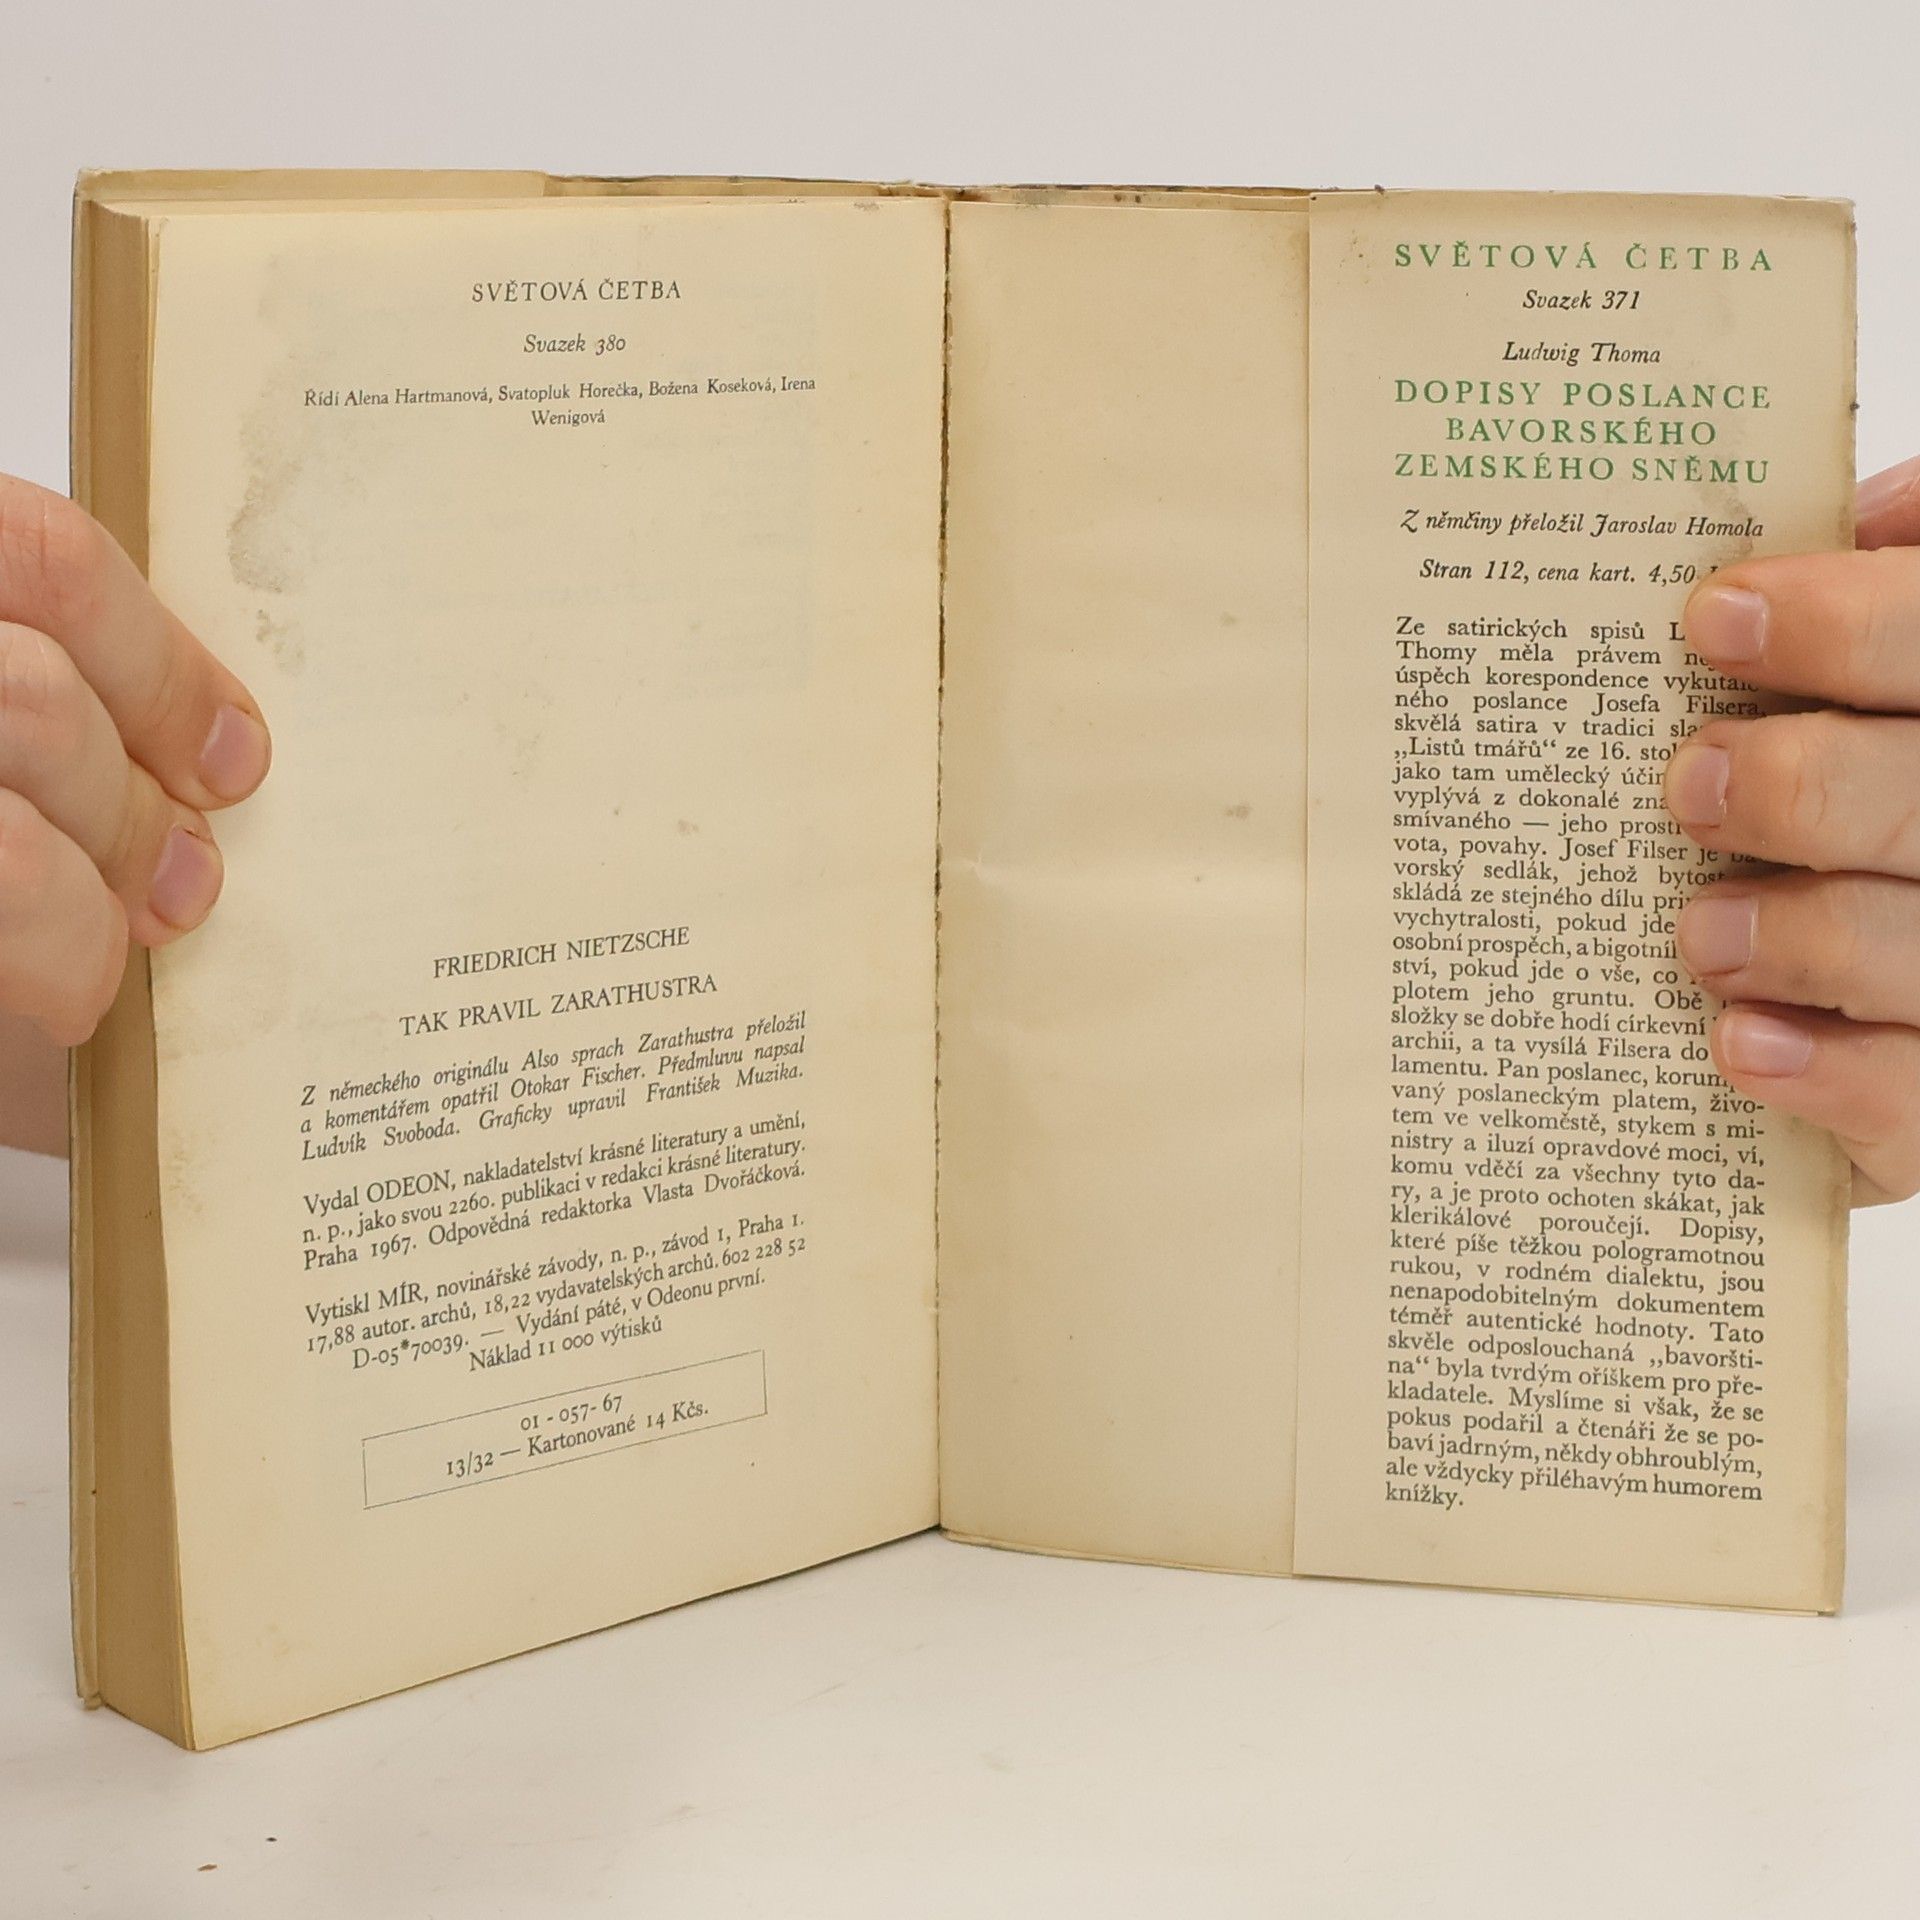 SVĚTOVÁ ČETBA
Svazek 380
Řídí Alena Hartmanová, Svatopluk Horečka, Božena Koseková, Irena
Wenigová
FRIEDRICH NIETZSCHE
TAK PRAVIL ZARATHUSTRA
Z německého originálu Also sprach Zarathustra přeložil
a komentářem opatřil Otokar Fischer. Předmluvu napsal
Ludvík Svoboda. Graficky upravil František Muzika.
Vydal ODEON, nakladatelství krásné literatury a umění,
n. p., jako svou 2260. publikaci v redakci krásné literatury.
Praha 1967. Odpovědná redaktorka Vlasta Dvořáčková.
Vytiskl MÍR, novinářské závody, n. p., závod 1, Praha 1.
17,88 autor. archů, 18,22 vydavatelských archů. 602 228 52
D-05*70039. — Vydání páté, v Odeonu první.
Náklad 11 000 výtisků
01 - 057- 67
13/32 — Kartonované 14 Kčs.
SVĚTOVÁ ČETBA
Svazek 371
Ludwig Thoma
DOPISY POSLANCE
BAVORSKÉHO
ZEMSKÉHO SNĚMU
Z němčiny přeložil Jaroslav Homola
Stran 112, cena kart. 4,50
Ze satirických spisů
Thomy měla právem
úspěch korespondence vykutále-
ného poslance Josefa Filsera,
skvělá satira v tradici
„Listů tmářů“ ze 16.
jako tam umělecký
vyplývá z dokonalé
smívaného — jeho
vota, povahy. Josef Filser je ba-
vorský sedlák, jehož
skládá ze stejného dílu
vychytralosti, pokud jde
osobní prospěch, a
ství, pokud jde o vše, co
plotem jeho gruntu. Obě
složky se dobře hodí církevní
archii, a ta vysílá Filsera do
lamentu. Pan poslanec,
vaný poslaneckým platem, živo-
tem ve velkoměstě, stykem s mi-
nistry a iluzí opravdové moci, ví,
komu vděčí za všechny tyto da-
ry, a je proto ochoten skákat, jak
klerikálové poroučejí. Dopisy,
které píše těžkou pologramotnou
rukou, v rodném dialektu, jsou
nenapodobitelným dokumentem
téměř autentické hodnoty. Tato
skvěle odposlouchaná „bavoršti-
na“ byla tvrdým oříškem pro pře-
kladatele. Myslíme si však, že se
pokus podařil a čtenáři že se po-
baví jadrným, někdy obhroublým,
ale vždycky přiléhavým humorem
knížky.